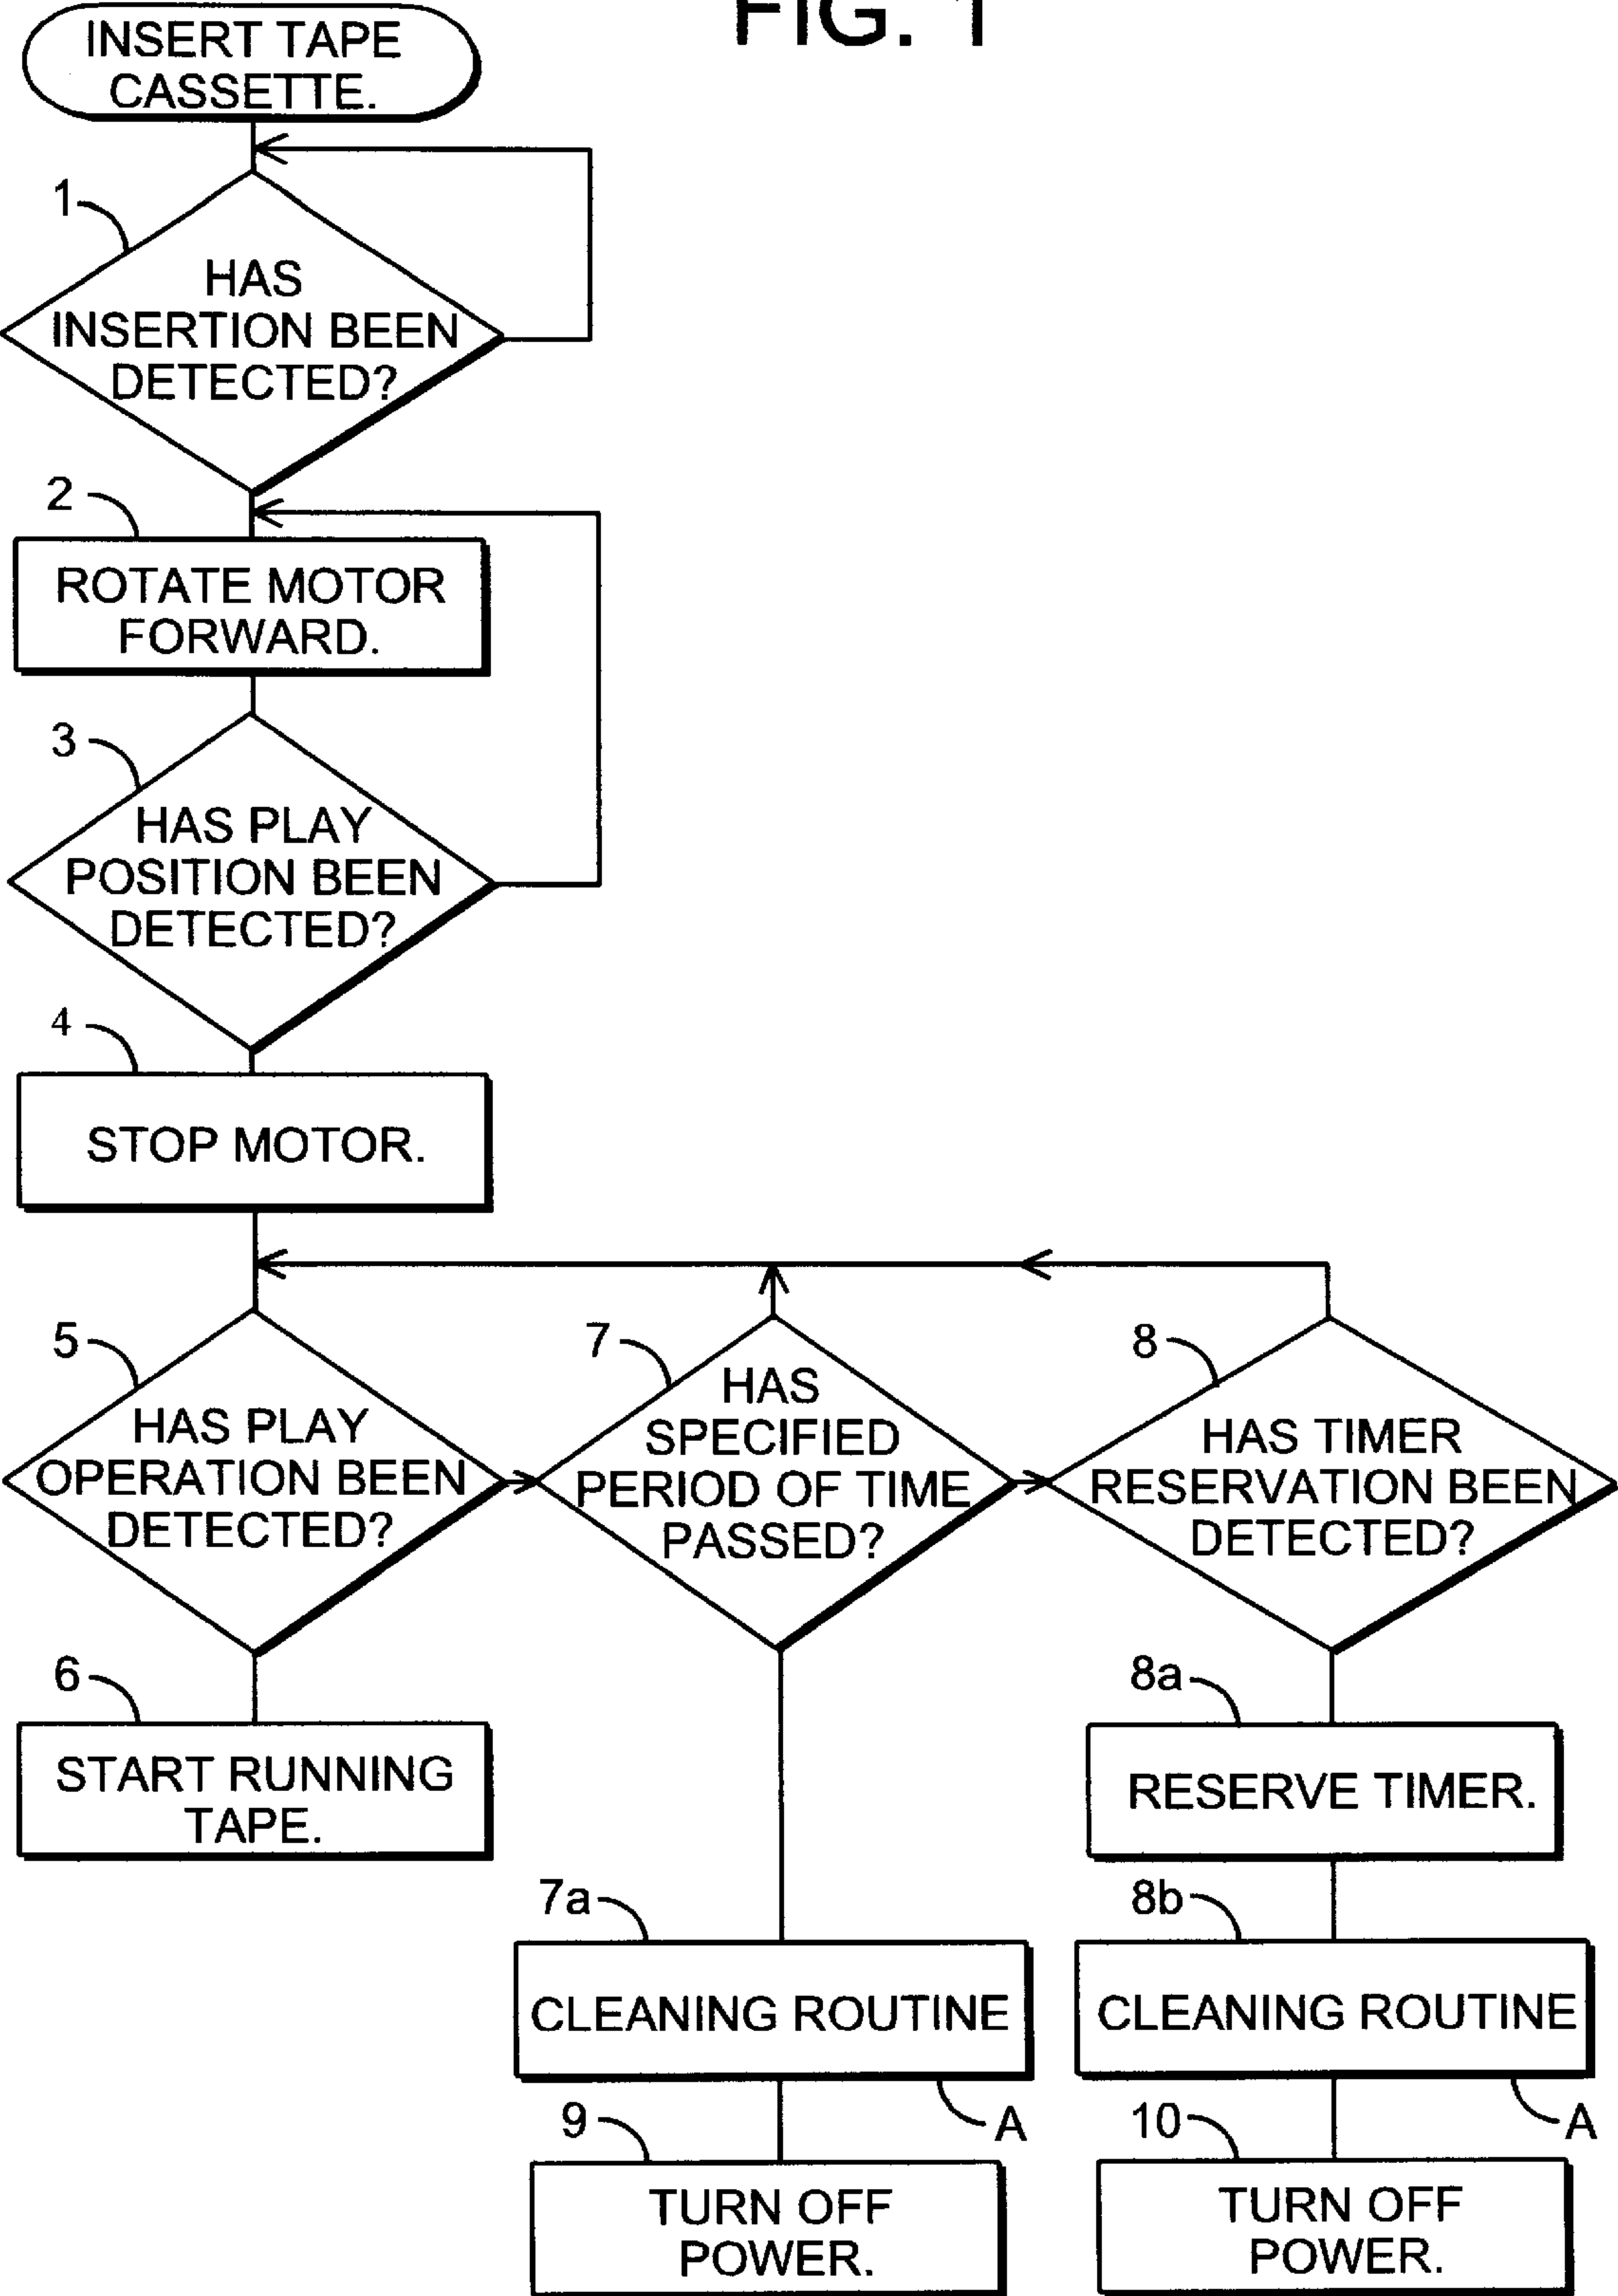 FIG. 1
INSERT TAPE
CASSETTE.
1
HAS
INSERTION BEEN
DETECTED?
2
ROTATE MOTOR
FORWARD.
3
HAS PLAY
POSITION BEEN
DETECTED?
4
STOP MOTOR.
5
HAS PLAY
OPERATION BEEN
DETECTED?
7
HAS
SPECIFIED
PERIOD OF TIME
PASSED?
8
HAS TIMER
RESERVATION BEEN
DETECTED?
6
START RUNNING
TAPE.
8a
RESERVE TIMER.
7a
CLEANING ROUTINE
A
8b
CLEANING ROUTINE
A
9
TURN OFF
POWER.
10
TURN OFF
POWER.